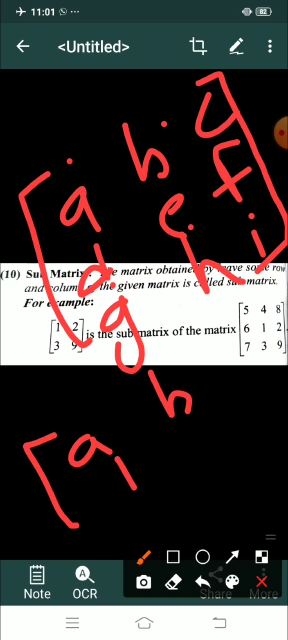 11:01
82
<Untitled>
a b c
d e f
g h i
(10) Sub Matrix: The matrix obtained by leave some row
and column of the given matrix is called sub matrix.
For example:
[1 2
3 9] is the sub matrix of the matrix [5 4 8
6 1 2
7 3 9].
h
[a,
Note OCR Share More